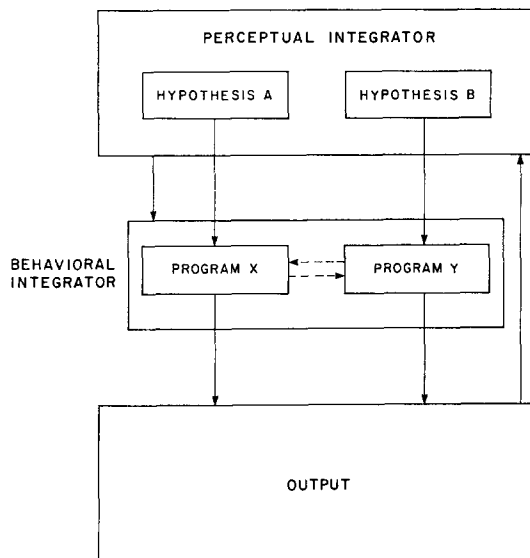 PERCEPTUAL INTEGRATOR
HYPOTHESIS A
HYPOTHESIS B
BEHAVIORAL
INTEGRATOR
PROGRAM X
PROGRAM Y
OUTPUT